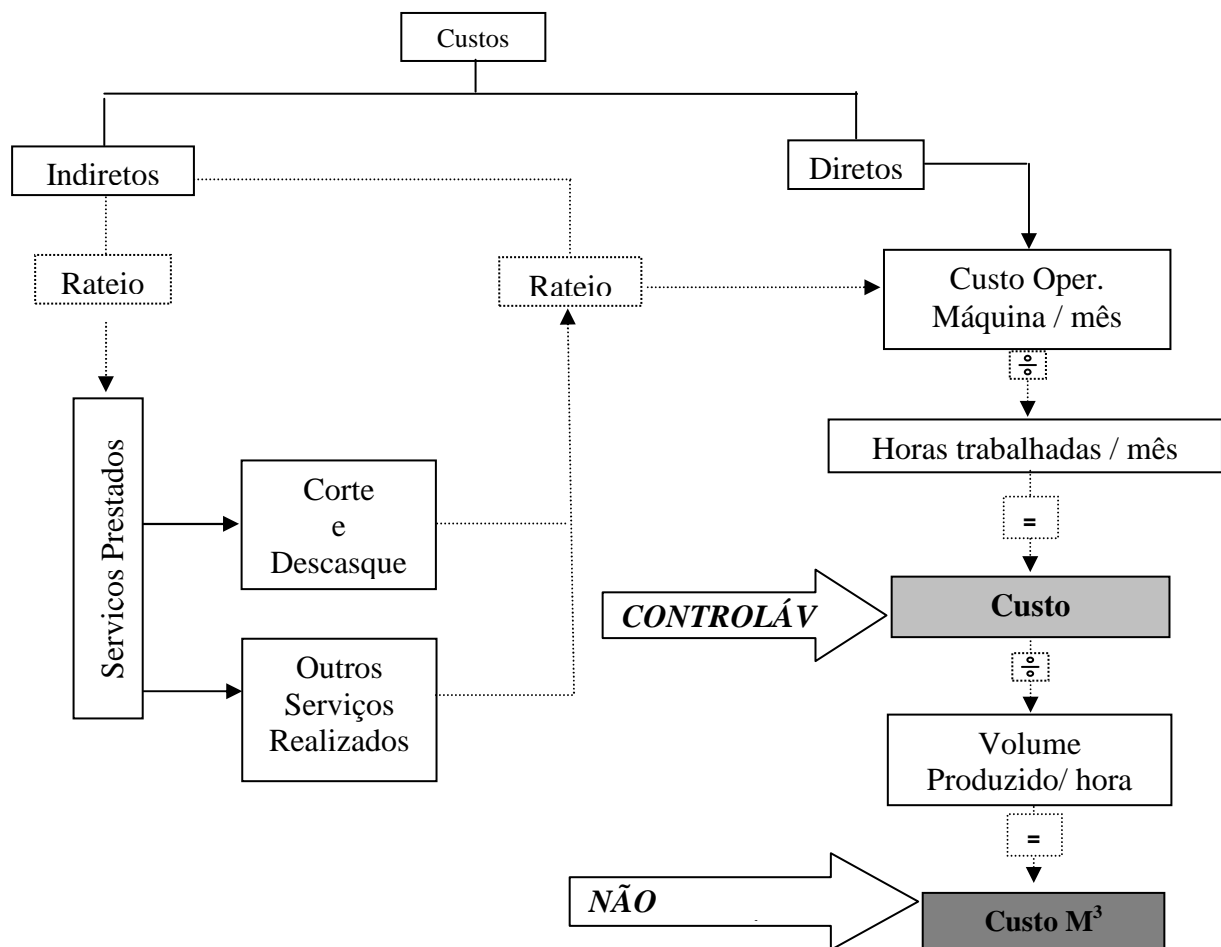 Custos
Indiretos
Diretos
Rateio
Rateio
Custo Oper.
Máquina / mês
÷
Horas trabalhadas / mês
=
Servicos Prestados
Corte
e
Descasque
CONTROLÁV
Custo
÷
Outros
Serviços
Realizados
Volume
Produzido/ hora
=
NÃO
Custo M³